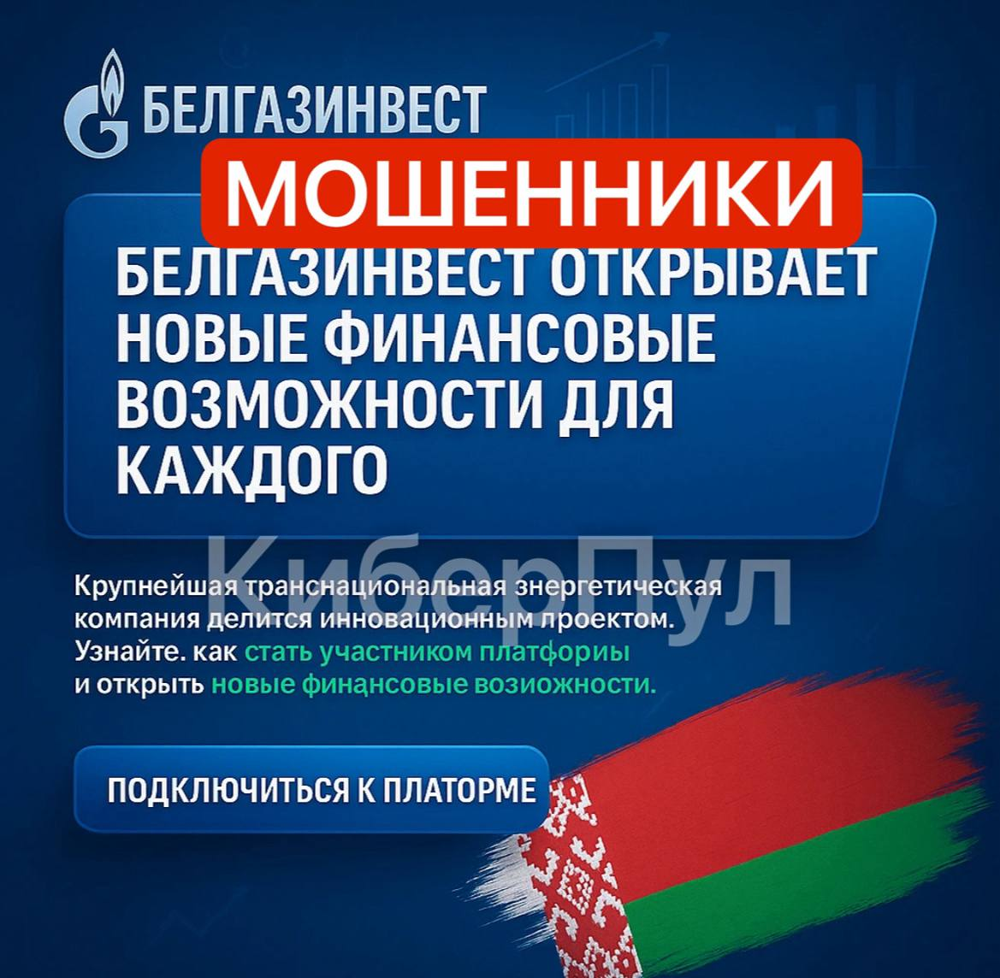 БЕЛГАЗИНВЕСТ
МОШЕННИКИ
БЕЛГАЗИНВЕСТ ОТКРЫВАЕТ
НОВЫЕ ФИНАНСОВЫЕ
ВОЗМОЖНОСТИ ДЛЯ
КАЖДОГО
КиберПул
Крупнейшая транснациональная знергетическая
компания делится инновационным лроектом.
Узнайте. как стать участником платфориы
и открыть новые финансовые возиожности.
ПОДКЛЮЧИТЬСЯ К ПЛАТОРМЕ